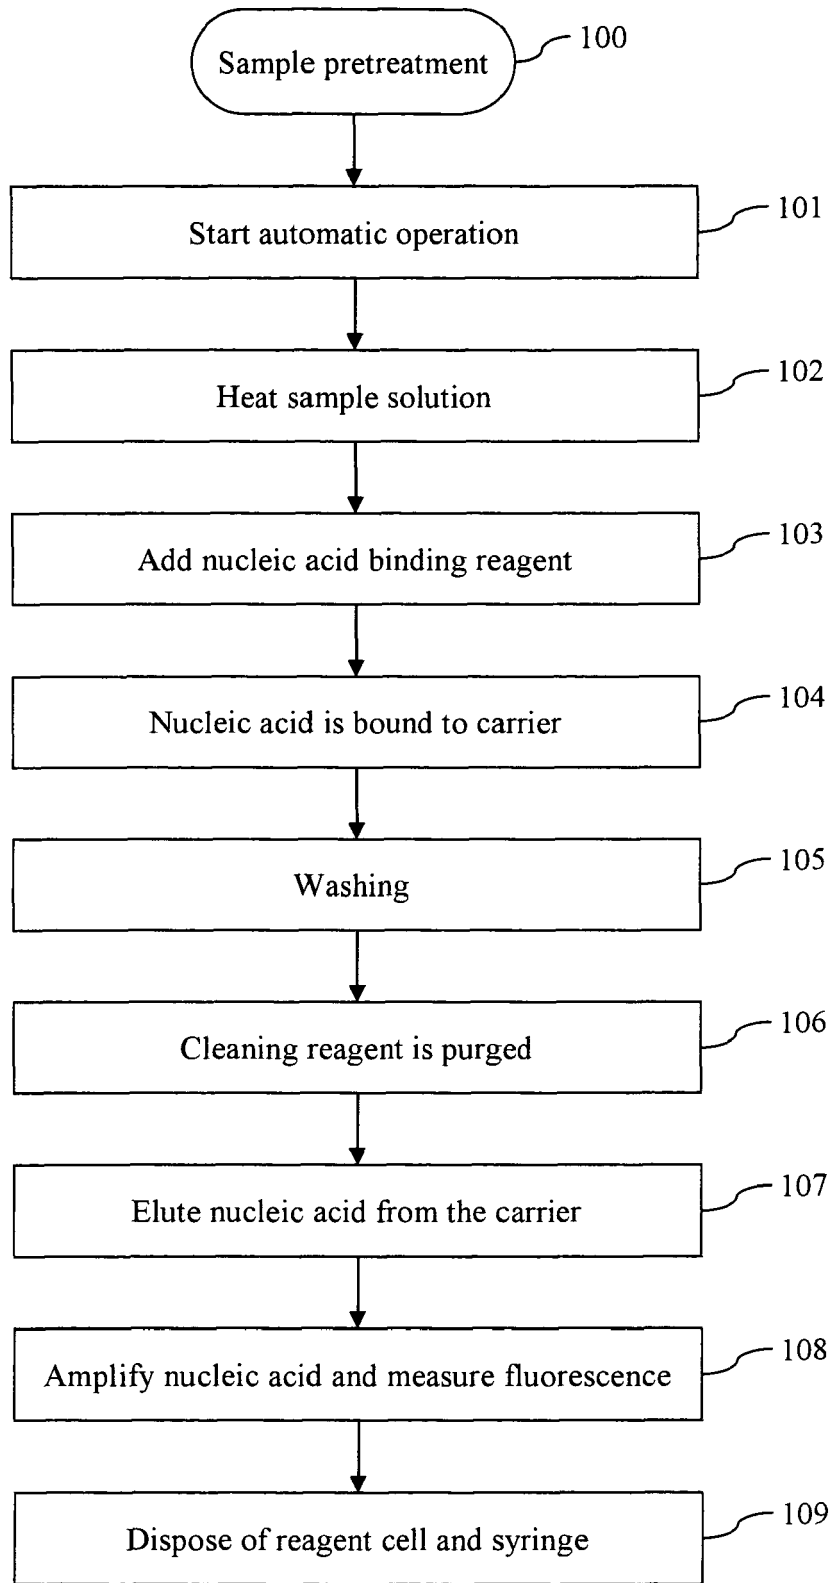 Sample pretreatment
100
Start automatic operation
101
Heat sample solution
102
Add nucleic acid binding reagent
103
Nucleic acid is bound to carrier
104
Washing
105
Cleaning reagent is purged
106
Elute nucleic acid from the carrier
107
Amplify nucleic acid and measure fluorescence
108
Dispose of reagent cell and syringe
109